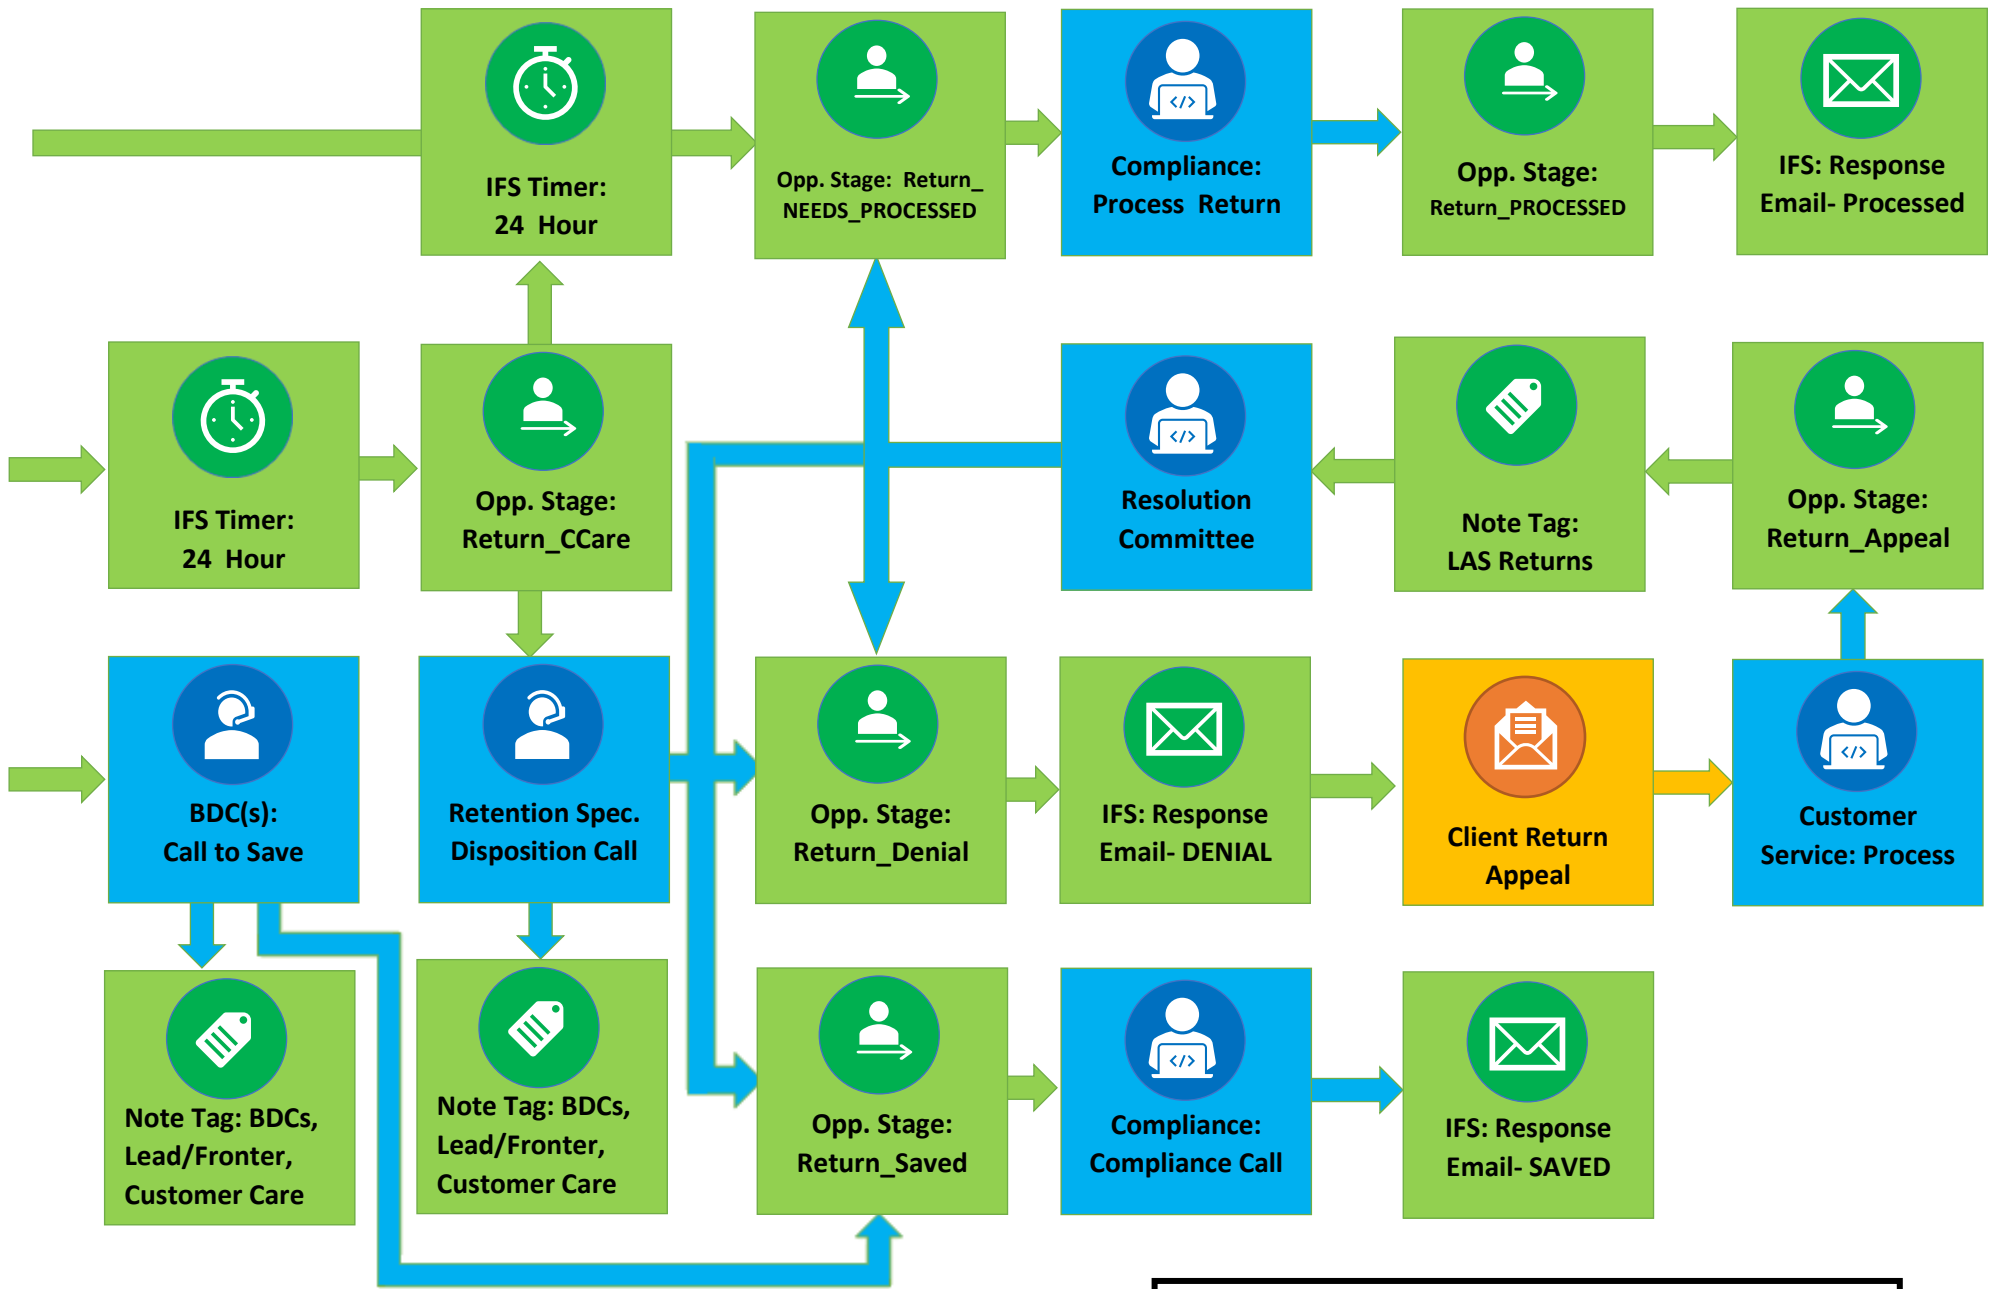 IFS Timer:
24  Hour
Opp. Stage:  Return_
NEEDS_PROCESSED
Compliance:
Process  Return
Opp. Stage:
Return_PROCESSED
IFS: Response
Email- Processed
IFS Timer:
24  Hour
Opp. Stage:
Return_CCare
Resolution
Committee
Note Tag:
LAS Returns
Opp. Stage:
Return_Appeal
BDC(s):
Call to Save
Retention Spec.
Disposition Call
Opp. Stage:
Return_Denial
IFS: Response
Email- DENIAL
Client Return
Appeal
Customer
Service: Process
Note Tag: BDCs,
Lead/Fronter,
Customer Care
Note Tag: BDCs,
Lead/Fronter,
Customer Care
Opp. Stage:
Return_Saved
Compliance:
Compliance Call
IFS: Response
Email- SAVED